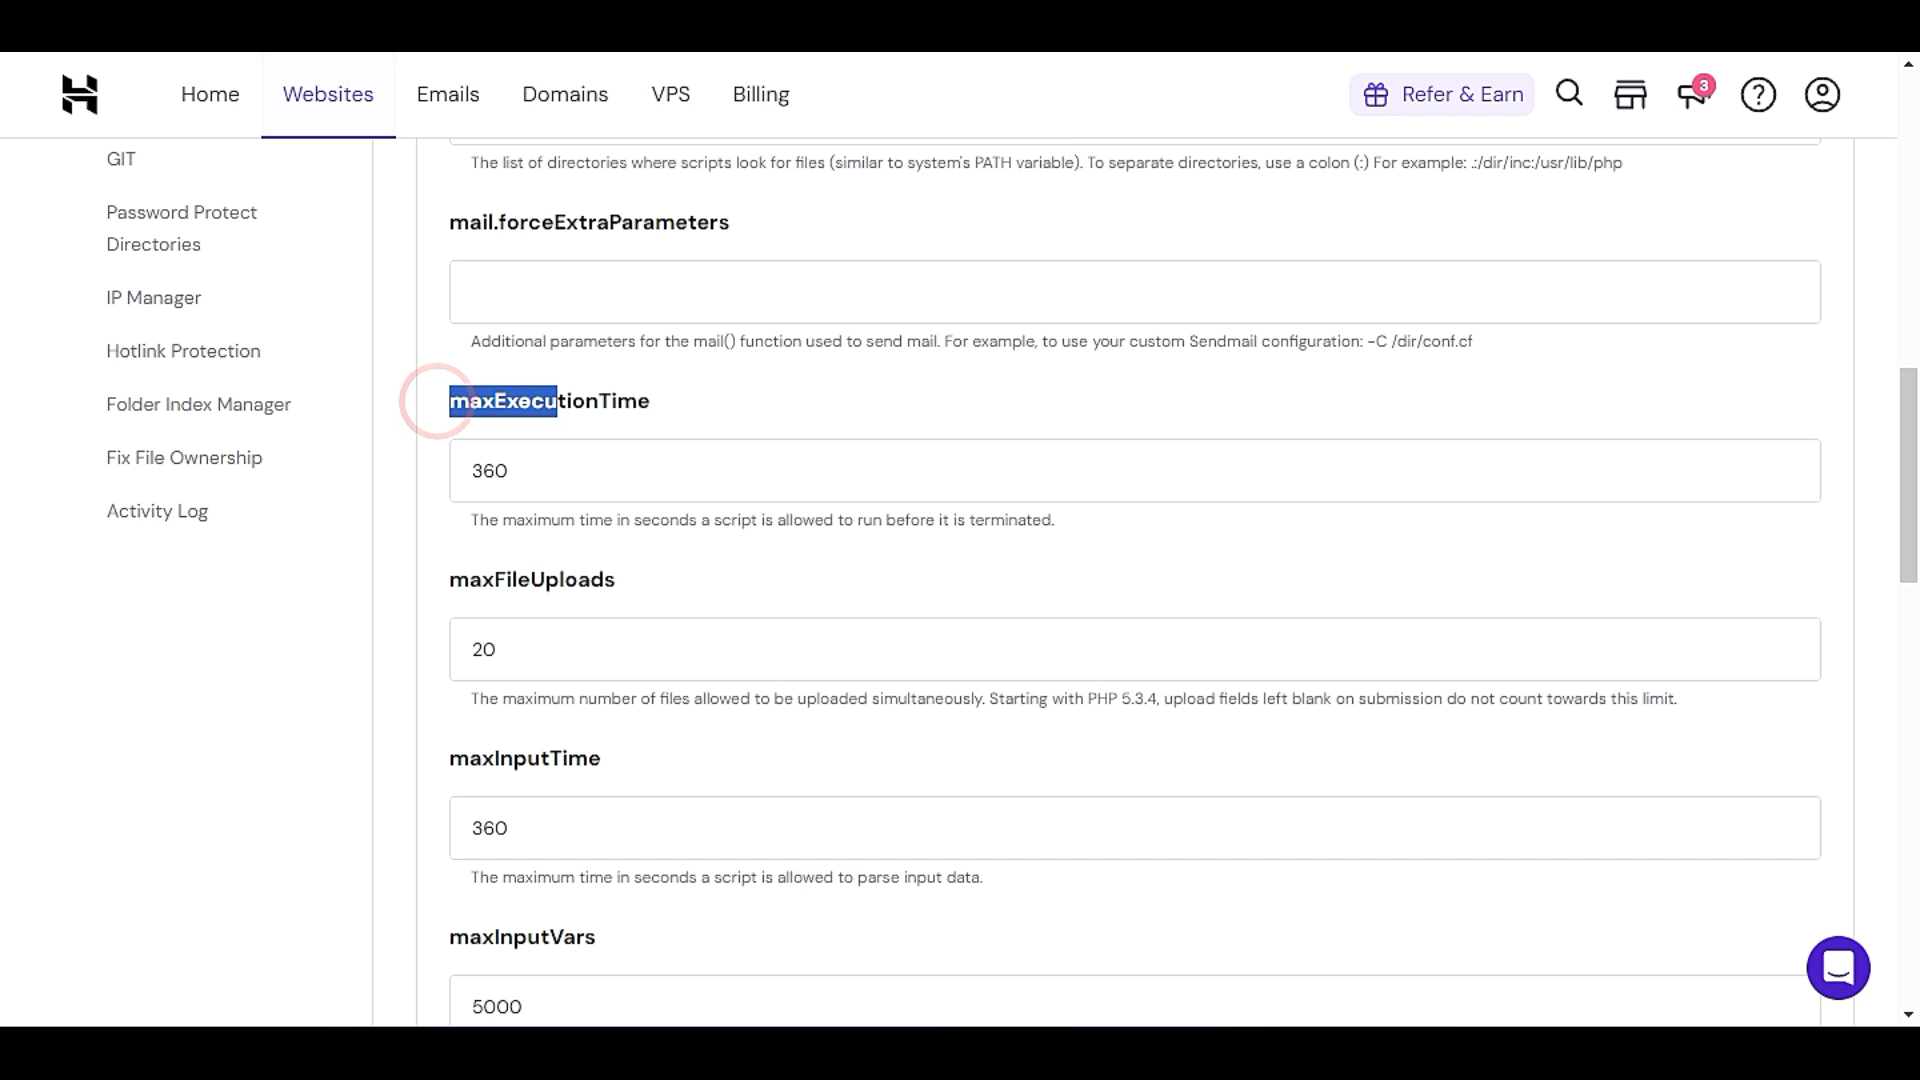 Home
Websites
Emails
Domains
VPS
Billing
Refer & Earn
3
GIT
Password Protect
Directories
IP Manager
Hotlink Protection
Folder Index Manager
Fix File Ownership
Activity Log
The list of directories where scripts look for files (similar to system's PATH variable). To separate directories, use a colon (:) For example: .:/dir/inc:/usr/lib/php
mail.forceExtraParameters
Additional parameters for the mail() function used to send mail. For example, to use your custom Sendmail configuration: -C /dir/conf.cf
maxExecutionTime
360
The maximum time in seconds a script is allowed to run before it is terminated.
maxFileUploads
20
The maximum number of files allowed to be uploaded simultaneously. Starting with PHP 5.3.4, upload fields left blank on submission do not count towards this limit.
maxInputTime
360
The maximum time in seconds a script is allowed to parse input data.
maxInputVars
5000